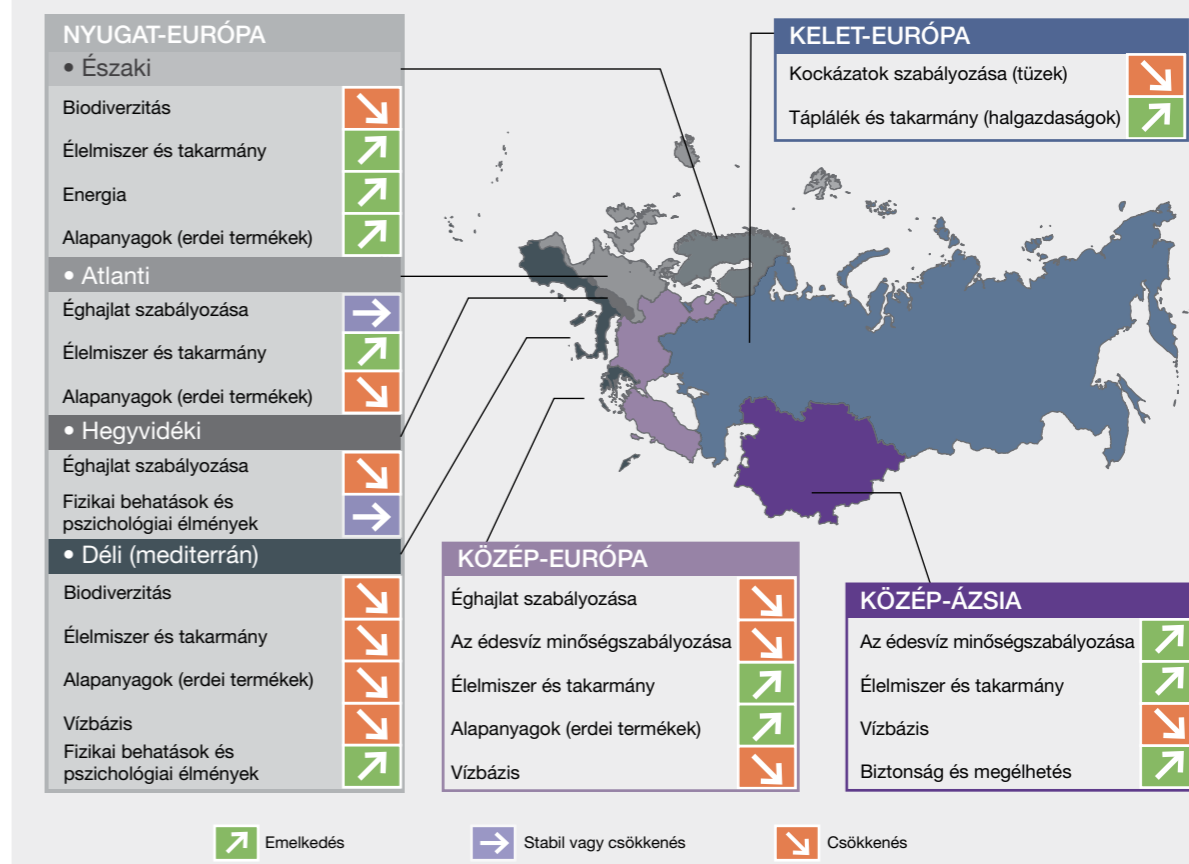 NYUGAT-EURÓPA
• Északi
Biodiverzitás
Élelmiszer és takarmány
Energia
Alapanyagok (erdei termékek)
• Atlanti
Éghajlat szabályozása
Élelmiszer és takarmány
Alapanyagok (erdei termékek)
• Hegyvidéki
Éghajlat szabályozása
Fizikai behatások és
pszichológiai élmények
• Déli (mediterrán)
Biodiverzitás
Élelmiszer és takarmány
Alapanyagok (erdei termékek)
Vízbázis
Fizikai behatások és
pszichológiai élmények
KELET-EURÓPA
Kockázatok szabályozása (tüzek)
Táplálék és takarmány (halgazdaságok)
KÖZÉP-EURÓPA
Éghajlat szabályozása
Az édesvíz minőségszabályozása
Élelmiszer és takarmány
Alapanyagok (erdei termékek)
Vízbázis
KÖZÉP-ÁZSIA
Az édesvíz minőségszabályozása
Élelmiszer és takarmány
Vízbázis
Biztonság és megélhetés
Emelkedés
Stabil vagy csökkenés
Csökkenés